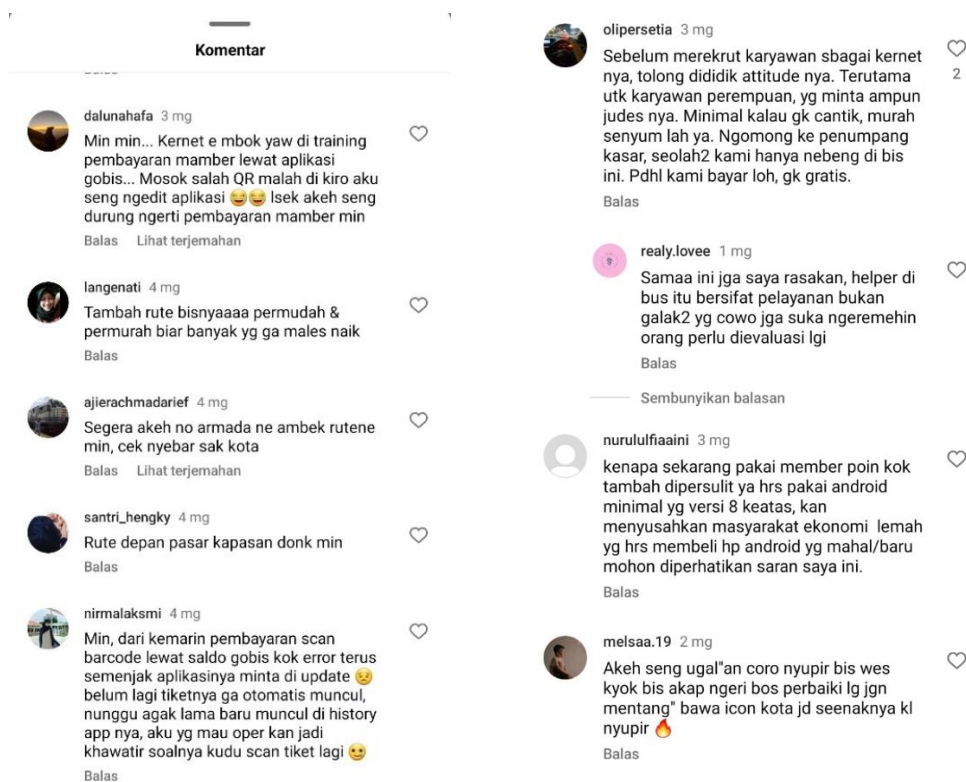 Komentar
dalunahafa 3 mg
Min min... Kernet e mbok yaw di training
pembayaran mamber lewat aplikasi
gobis... Mosok salah QR malah di kiro aku
seng ngedit aplikasi 😂😂 Isek akeh seng
durung ngerti pembayaran mamber min
Balas Lihat terjemahan
langenati 4 mg
Tambah rute bisnyaaaa permudah &
permurah biar banyak yg ga males naik
Balas
ajierachmadarief 4 mg
Segera akeh no armada ne ambek rutene
min, cek nyebar sak kota
Balas Lihat terjemahan
santri_hengky 4 mg
Rute depan pasar kapasan donk min
Balas
nirmalaksmi 4 mg
Min, dari kemarin pembayaran scan
barcode lewat saldo gobis kok error terus
semenjak aplikasinya minta di update 😣
belum lagi tiketnya ga otomatis muncul,
nunggu agak lama baru muncul di history
app nya, aku yg mau oper kan jadi
khawatir soalnya kudu scan tiket lagi 🙂
Balas
olipersetia 3 mg
Sebelum merekrut karyawan sbagai kernet
nya, tolong dididik attitude nya. Terutama
utk karyawan perempuan, yg minta ampun
judes nya. Minimal kalau gk cantik, murah
senyum lah ya. Ngomong ke penumpang
kasar, seolah2 kami hanya nebeng di bis
ini. Pdhl kami bayar loh, gk gratis.
2
Balas
realy.lovee 1 mg
Samaa ini jga saya rasakan, helper di
bus itu bersifat pelayanan bukan
galak2 yg cowo jga suka ngeremehin
orang perlu dievaluasi lgi
Balas
Sembunyikan balasan
nurululfiaaini 3 mg
kenapa sekarang pakai member poin kok
tambah dipersulit ya hrs pakai android
minimal yg versi 8 keatas, kan
menyusahkan masyarakat ekonomi lemah
yg hrs membeli hp android yg mahal/baru
mohon diperhatikan saran saya ini.
Balas
melsaa.19 2 mg
Akeh seng ugal"an coro nyupir bis wes
kyok bis akap ngeri bos perbaiki lg jgn
mentang" bawa icon kota jd seenaknya kl
nyupir 🔥
Balas